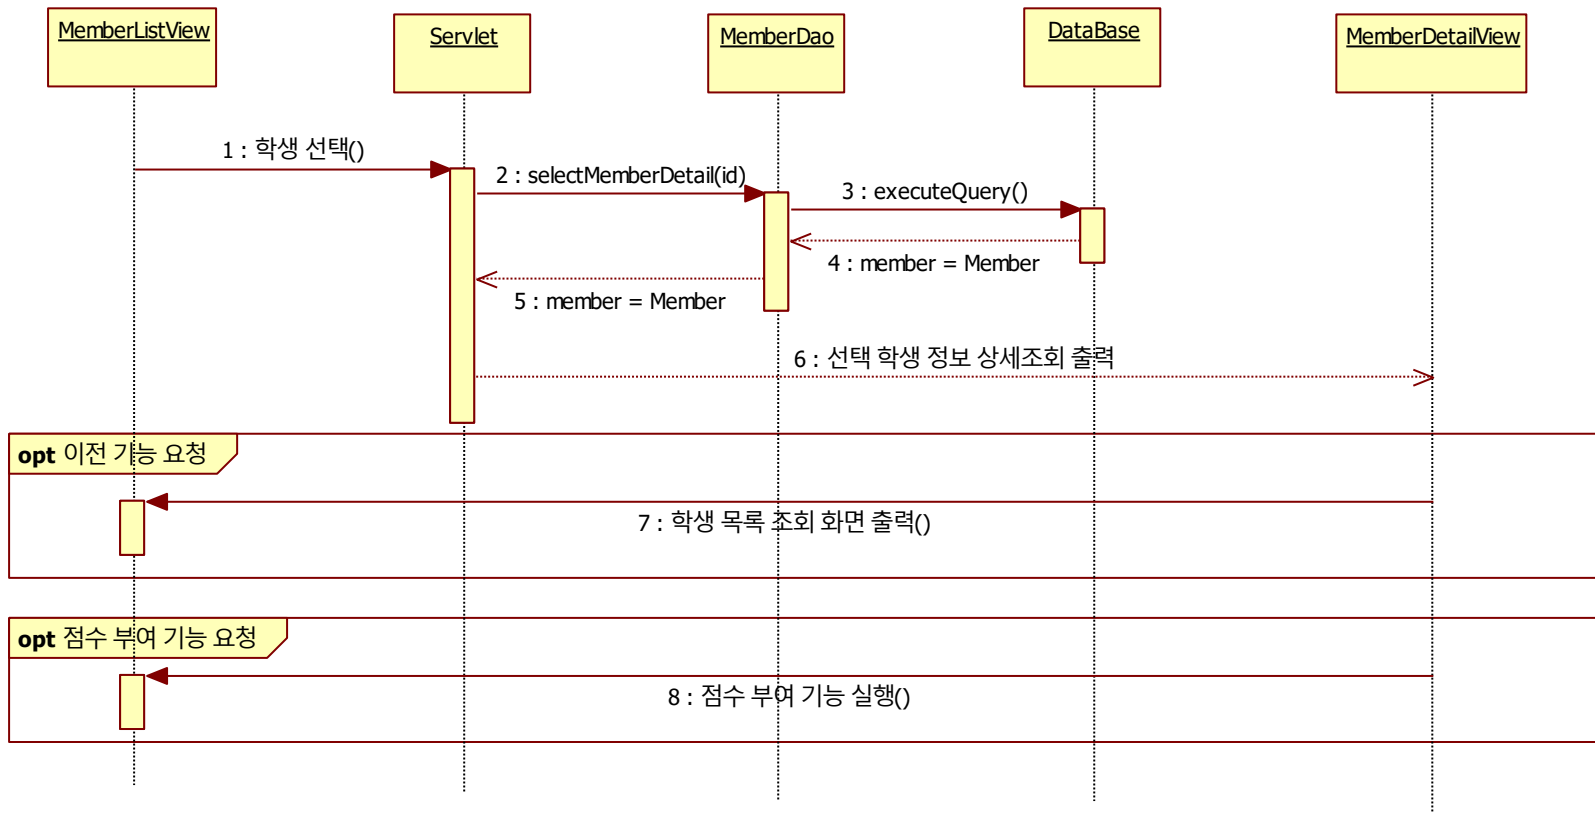 MemberListView
Servlet
MemberDao
DataBase
MemberDetailView
1 : 학생 선택()
2 : selectMemberDetail(id)
3 : executeQuery()
4 : member = Member
5 : member = Member
6 : 선택 학생 정보 상세조회 출력
opt 이전 기능 요청
7 : 학생 목록 조회 화면 출력()
opt 점수 부여 기능 요청
8 : 점수 부여 기능 실행()